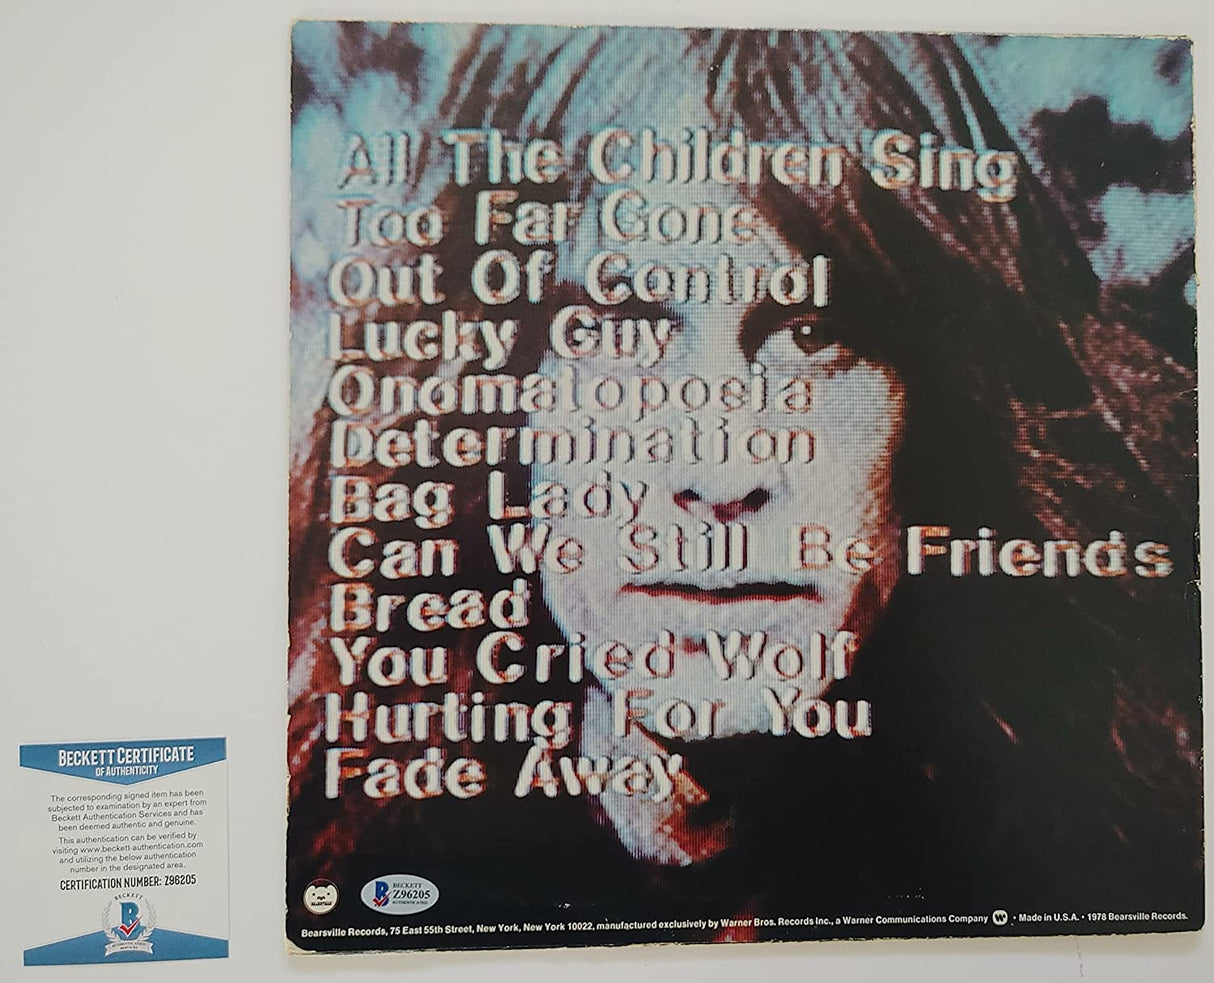 All The Children Sing
Too Far Gone
Out Of Control
Lucky Guy
Onomatopoeia
Determination
Bag Lady
Can We Still Be Friends
Bread
You Cried Wolf
Hurting For You
Fade Away
BECKETT CERTIFICATE
OF AUTHENTICITY
The corresponding signed item has been
subjected to examination by an expert from
Beckett Authentication Services and has
been deemed authentic and genuine.
This authentication can be verified by
visiting www.beckett-authentication.com
and utilizing the below authentication
number in the designated area.
CERTIFICATION NUMBER: Z96205
BECKETT
B
AUTHENTICATION
SERVICES
BEARSVILLE
B
BECKETT
Z96205
AUTHENTICATED
Bearsville Records, 75 East 55th Street, New York, New York 10022, manufactured exclusively by Warner Bros. Records Inc., a Warner Communications Company W · Made in U.S.A. · 1978 Bearsville Records.